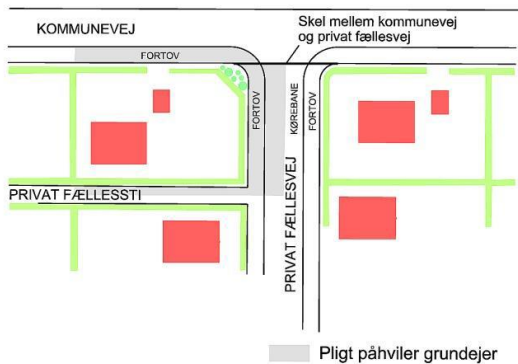 KOMMUNEVEJ
Skel mellem kommunevej
og privat fællesvej
FORTOV
FORTOV
KØREBANE
FORTOV
PRIVAT FÆLLESSTI
PRIVAT FÆLLESVEJ
Pligt påhviler grundejer